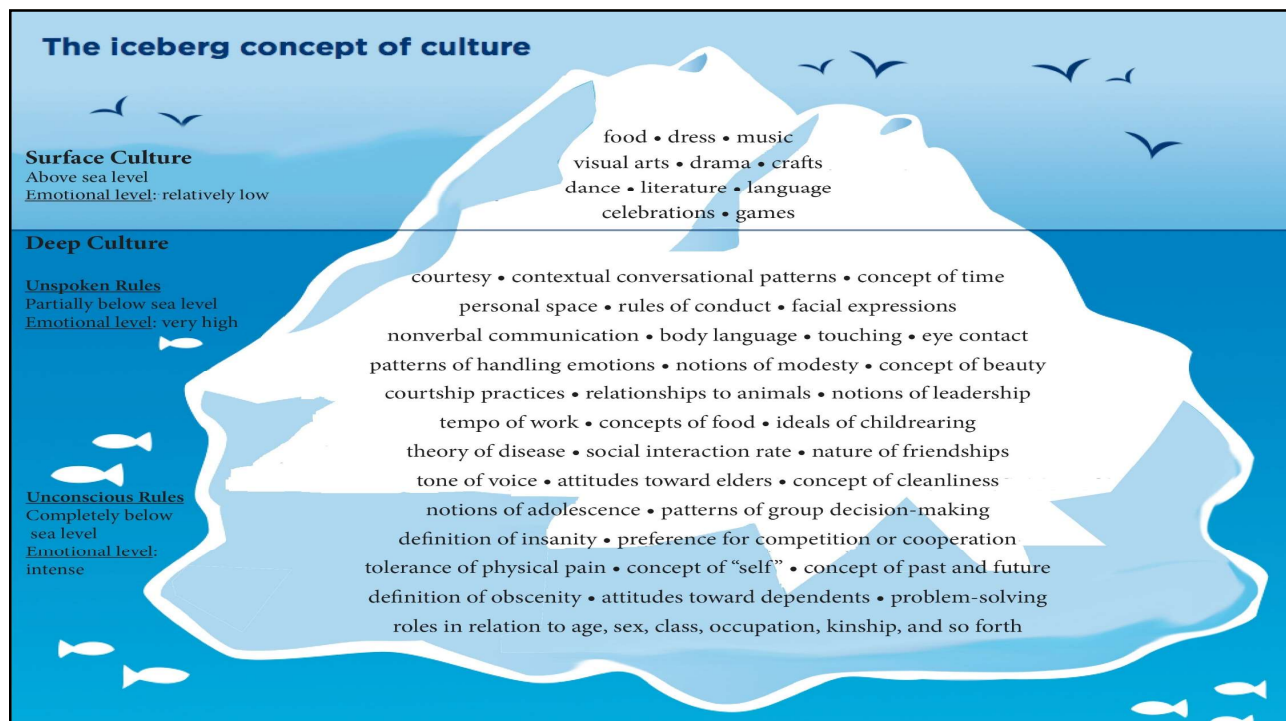 The iceberg concept of culture
Surface Culture
Above sea level
Emotional level: relatively low
food • dress • music
visual arts • drama • crafts
dance • literature • language
celebrations • games
Deep Culture
Unspoken Rules
Partially below sea level
Emotional level: very high
courtesy • contextual conversational patterns • concept of time
personal space • rules of conduct • facial expressions
nonverbal communication • body language • touching • eye contact
patterns of handling emotions • notions of modesty • concept of beauty
courtship practices • relationships to animals • notions of leadership
tempo of work • concepts of food • ideals of childrearing
theory of disease • social interaction rate • nature of friendships
tone of voice • attitudes toward elders • concept of cleanliness
notions of adolescence • patterns of group decision-making
definition of insanity • preference for competition or cooperation
tolerance of physical pain • concept of “self” • concept of past and future
definition of obscenity • attitudes toward dependents • problem-solving
roles in relation to age, sex, class, occupation, kinship, and so forth
Unconscious Rules
Completely below
sea level
Emotional level:
intense